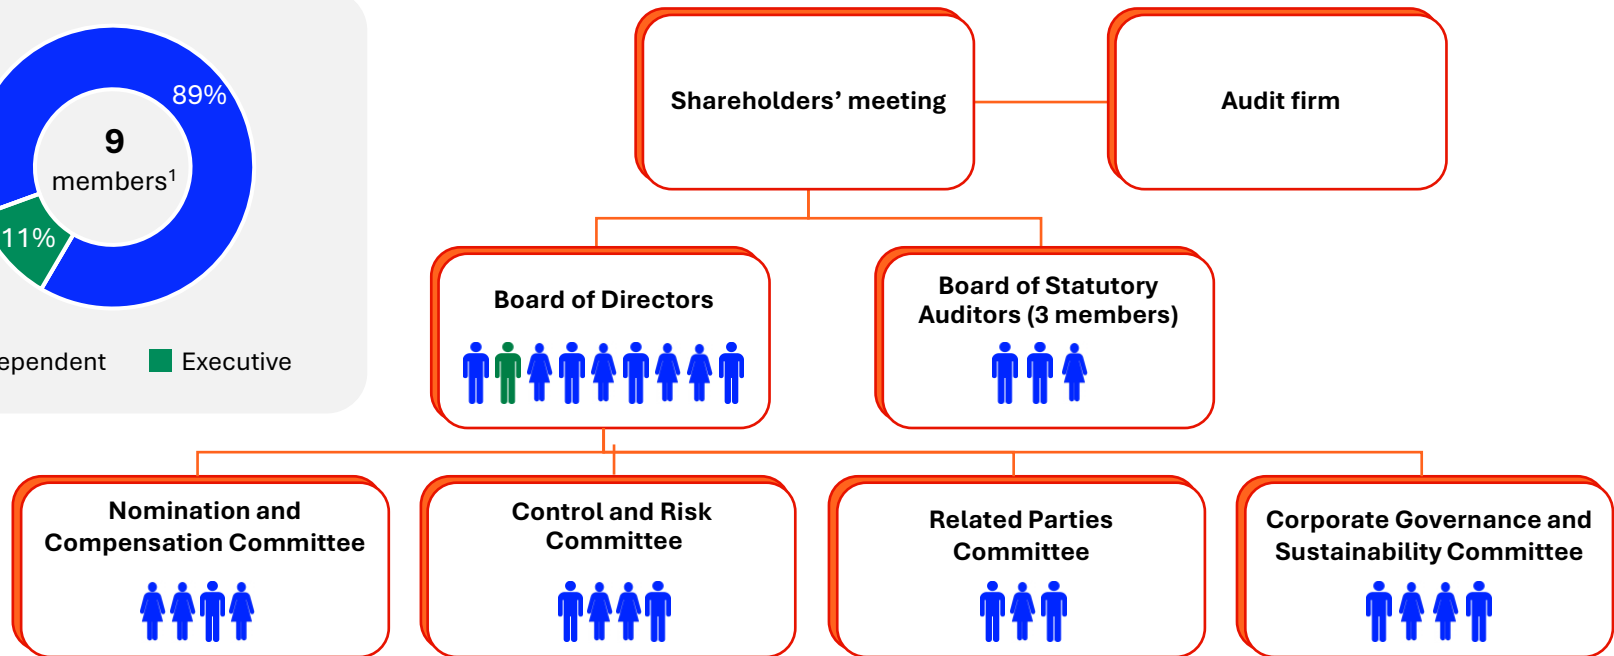 89%
9
members¹
11%
ependent
Executive
Shareholders’ meeting
Audit firm
Board of Directors
Board of Statutory
Auditors (3 members)
Nomination and
Compensation Committee
Control and Risk
Committee
Related Parties
Committee
Corporate Governance and
Sustainability Committee